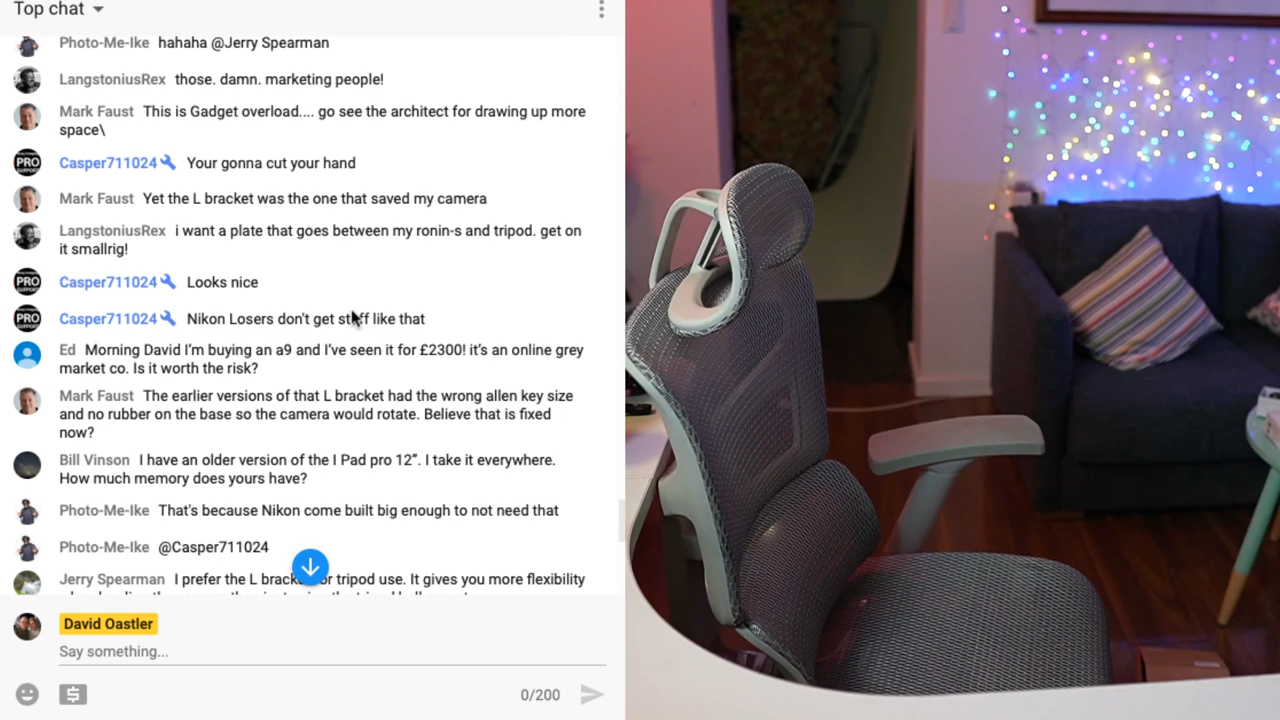 Top chat
Photo-Me-Ike hahaha @Jerry Spearman
LangstoniusRex those. damn. marketing people!
Mark Faust This is Gadget overload.... go see the architect for drawing up more
space\
PRO SUPPORT Casper711024 Your gonna cut your hand
Mark Faust Yet the L bracket was the one that saved my camera
LangstoniusRex i want a plate that goes between my ronin-s and tripod. get on
it smallrig!
PRO SUPPORT Casper711024 Looks nice
PRO SUPPORT Casper711024 Nikon Losers don't get stuff like that
Ed Morning David I’m buying an a9 and I’ve seen it for £2300! it’s an online grey
market co. Is it worth the risk?
Mark Faust The earlier versions of that L bracket had the wrong allen key size
and no rubber on the base so the camera would rotate. Believe that is fixed
now?
Bill Vinson I have an older version of the I Pad pro 12”. I take it everywhere.
How much memory does yours have?
Photo-Me-Ike That's because Nikon come built big enough to not need that
Photo-Me-Ike @Casper711024
Jerry Spearman I prefer the L bracket for tripod use. It gives you more flexibility
David Oastler
Say something...
0/200